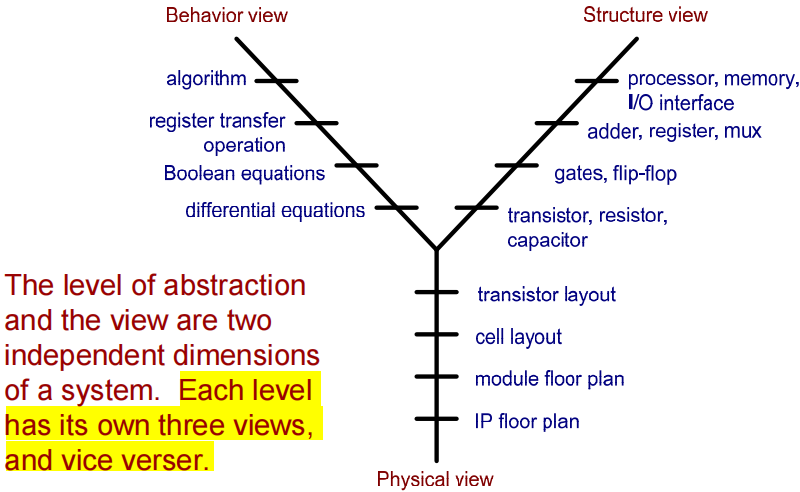 Behavior view
Structure view
algorithm
processor, memory,
I/O interface
register transfer
operation
adder, register, mux
Boolean equations
gates, flip-flop
differential equations
transistor, resistor,
capacitor
The level of abstraction
and the view are two
independent dimensions
of a system. Each level
has its own three views,
and vice verser.
transistor layout
cell layout
module floor plan
IP floor plan
Physical view